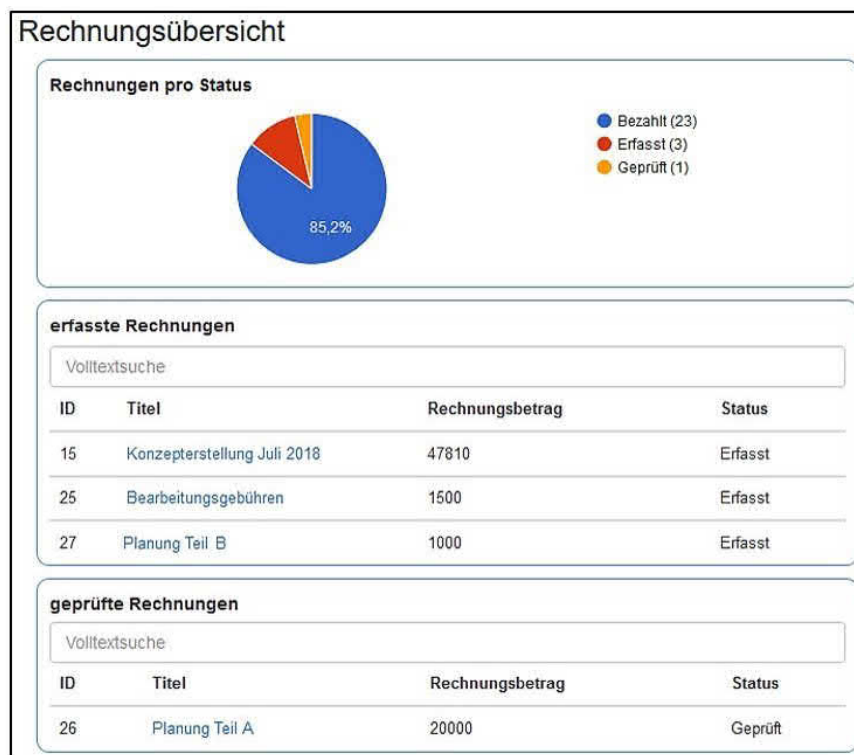 Rechnungsübersicht
Rechnungen pro Status
85,2%
Bezahlt (23)
Erfasst (3)
Geprüft (1)
erfasste Rechnungen
Volltextsuche
ID Titel Rechnungsbetrag Status
15 Konzepterstellung Juli 2018 47810 Erfasst
25 Bearbeitungsgebühren 1500 Erfasst
27 Planung Teil B 1000 Erfasst
geprüfte Rechnungen
Volltextsuche
ID Titel Rechnungsbetrag Status
26 Planung Teil A 20000 Geprüft